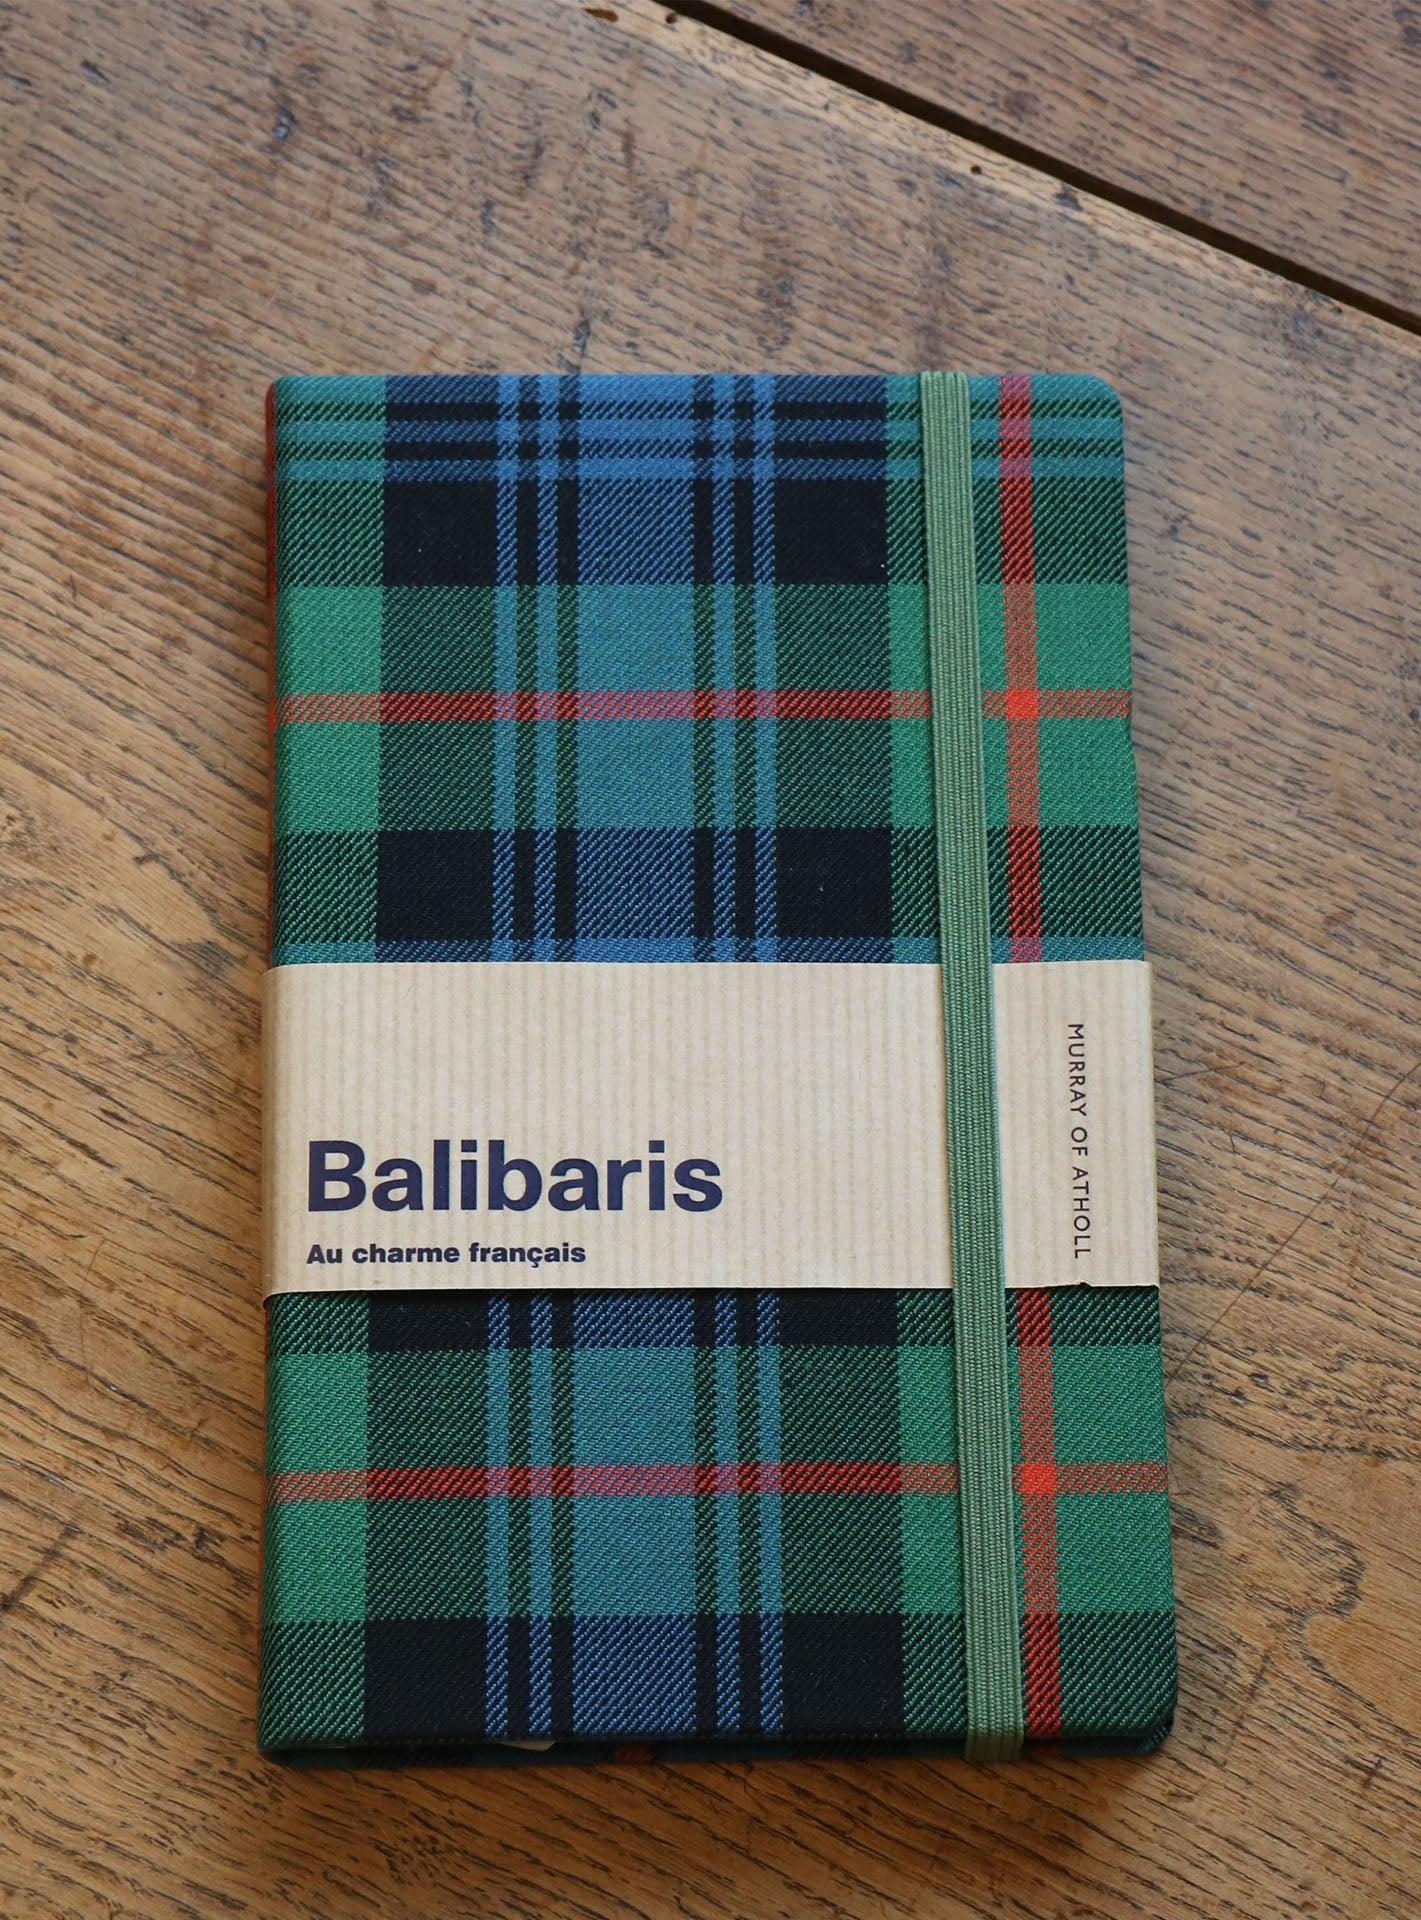 Balibaris
Au charme français
MURRAY OF ATHOLL